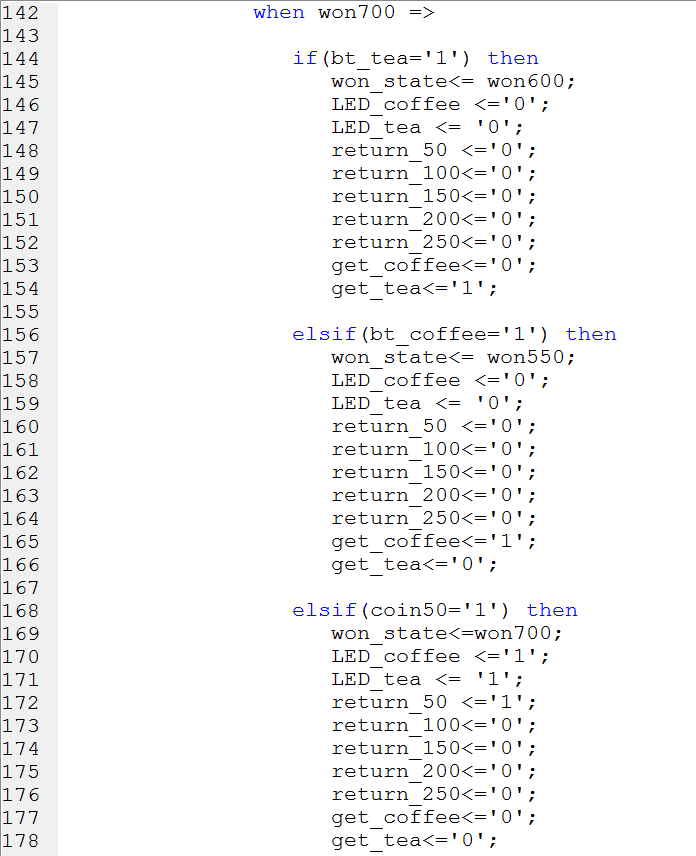 142 when won700 =>
143
144 if(bt_tea='1') then
145 won_state<= won600;
146 LED_coffee <='0';
147 LED_tea <= '0';
148 return_50 <='0';
149 return_100<='0';
150 return_150<='0';
151 return_200<='0';
152 return_250<='0';
153 get_coffee<='0';
154 get_tea<='1';
155
156 elsif(bt_coffee='1') then
157 won_state<= won550;
158 LED_coffee <='0';
159 LED_tea <= '0';
160 return_50 <='0';
161 return_100<='0';
162 return_150<='0';
163 return_200<='0';
164 return_250<='0';
165 get_coffee<='1';
166 get_tea<='0';
167
168 elsif(coin50='1') then
169 won_state<=won700;
170 LED_coffee <='1';
171 LED_tea <= '1';
172 return_50 <='1';
173 return_100<='0';
174 return_150<='0';
175 return_200<='0';
176 return_250<='0';
177 get_coffee<='0';
178 get_tea<='0';